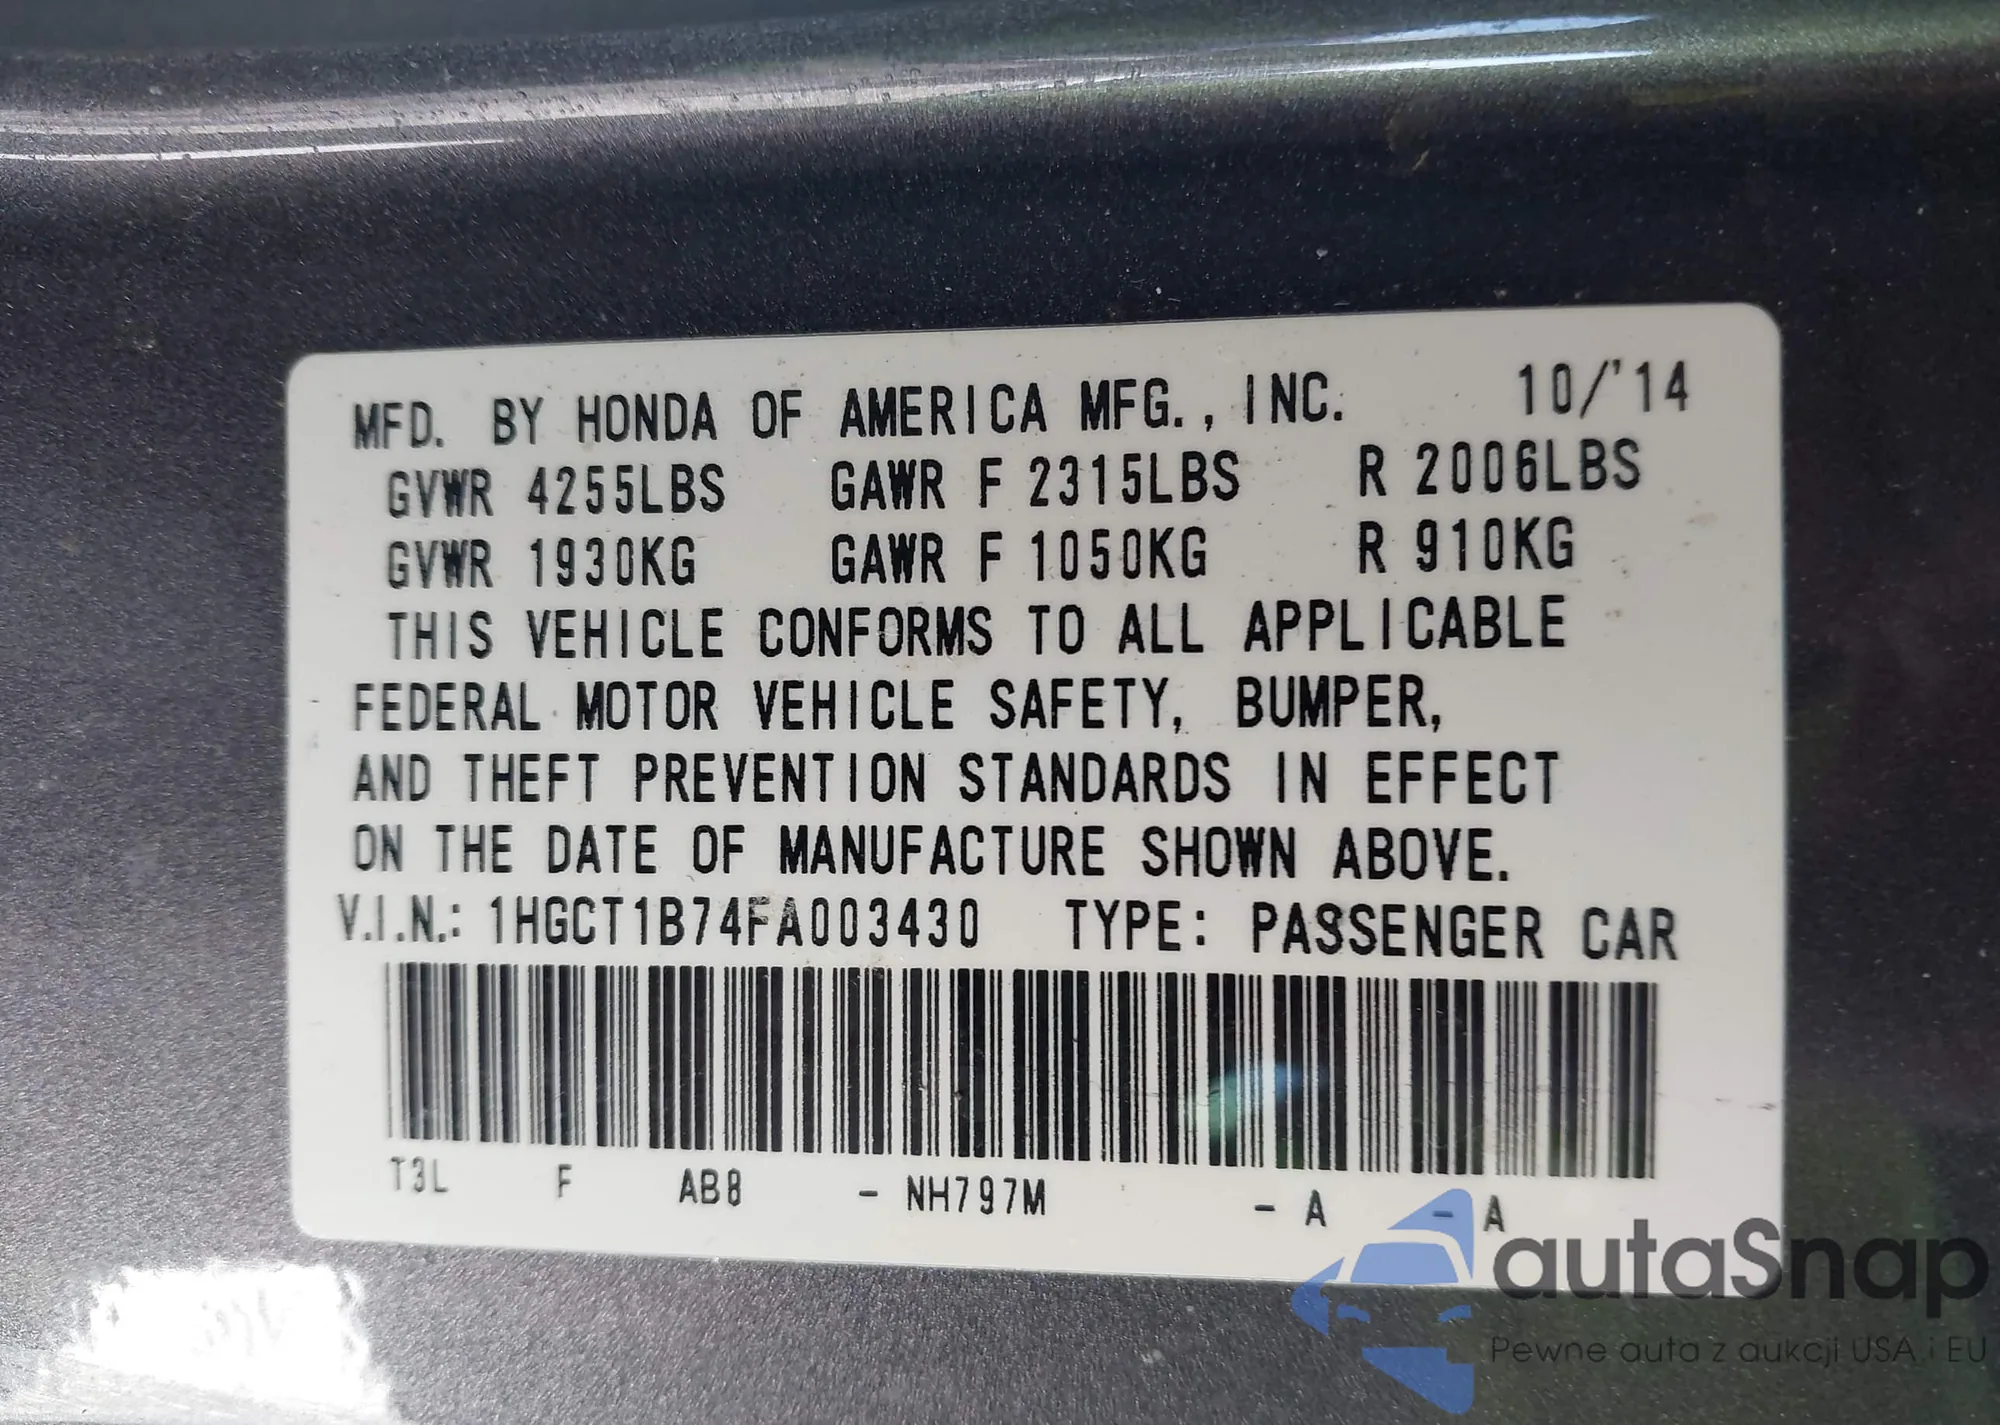 MFD. BY HONDA OF AMERICA MFG., INC. 10/'14
GVWR 4255LBS GAWR F 2315LBS R 2006LBS
GVWR 1930KG GAWR F 1050KG R 910KG
THIS VEHICLE CONFORMS TO ALL APPLICABLE
FEDERAL MOTOR VEHICLE SAFETY, BUMPER,
AND THEFT PREVENTION STANDARDS IN EFFECT
ON THE DATE OF MANUFACTURE SHOWN ABOVE.
V.I.N.: 1HGCT1B74FA003430 TYPE: PASSENGER CAR
T3L F AB8 - NH797M - A - A
autaSnap
Pewne auta z aukcji USA i EU